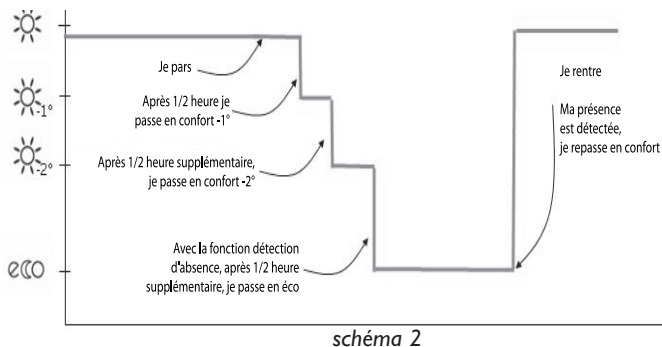 Je pars
Je rentre
-1°
Après 1/2 heure je
passe en confort -1°
Ma présence
est détectée,
je repasse en confort
-2°
Après 1/2 heure supplémentaire,
je passe en confort -2°
Avec la fonction détection
d'absence, après 1/2 heure
supplémentaire, je passe en éco
eco
schéma 2